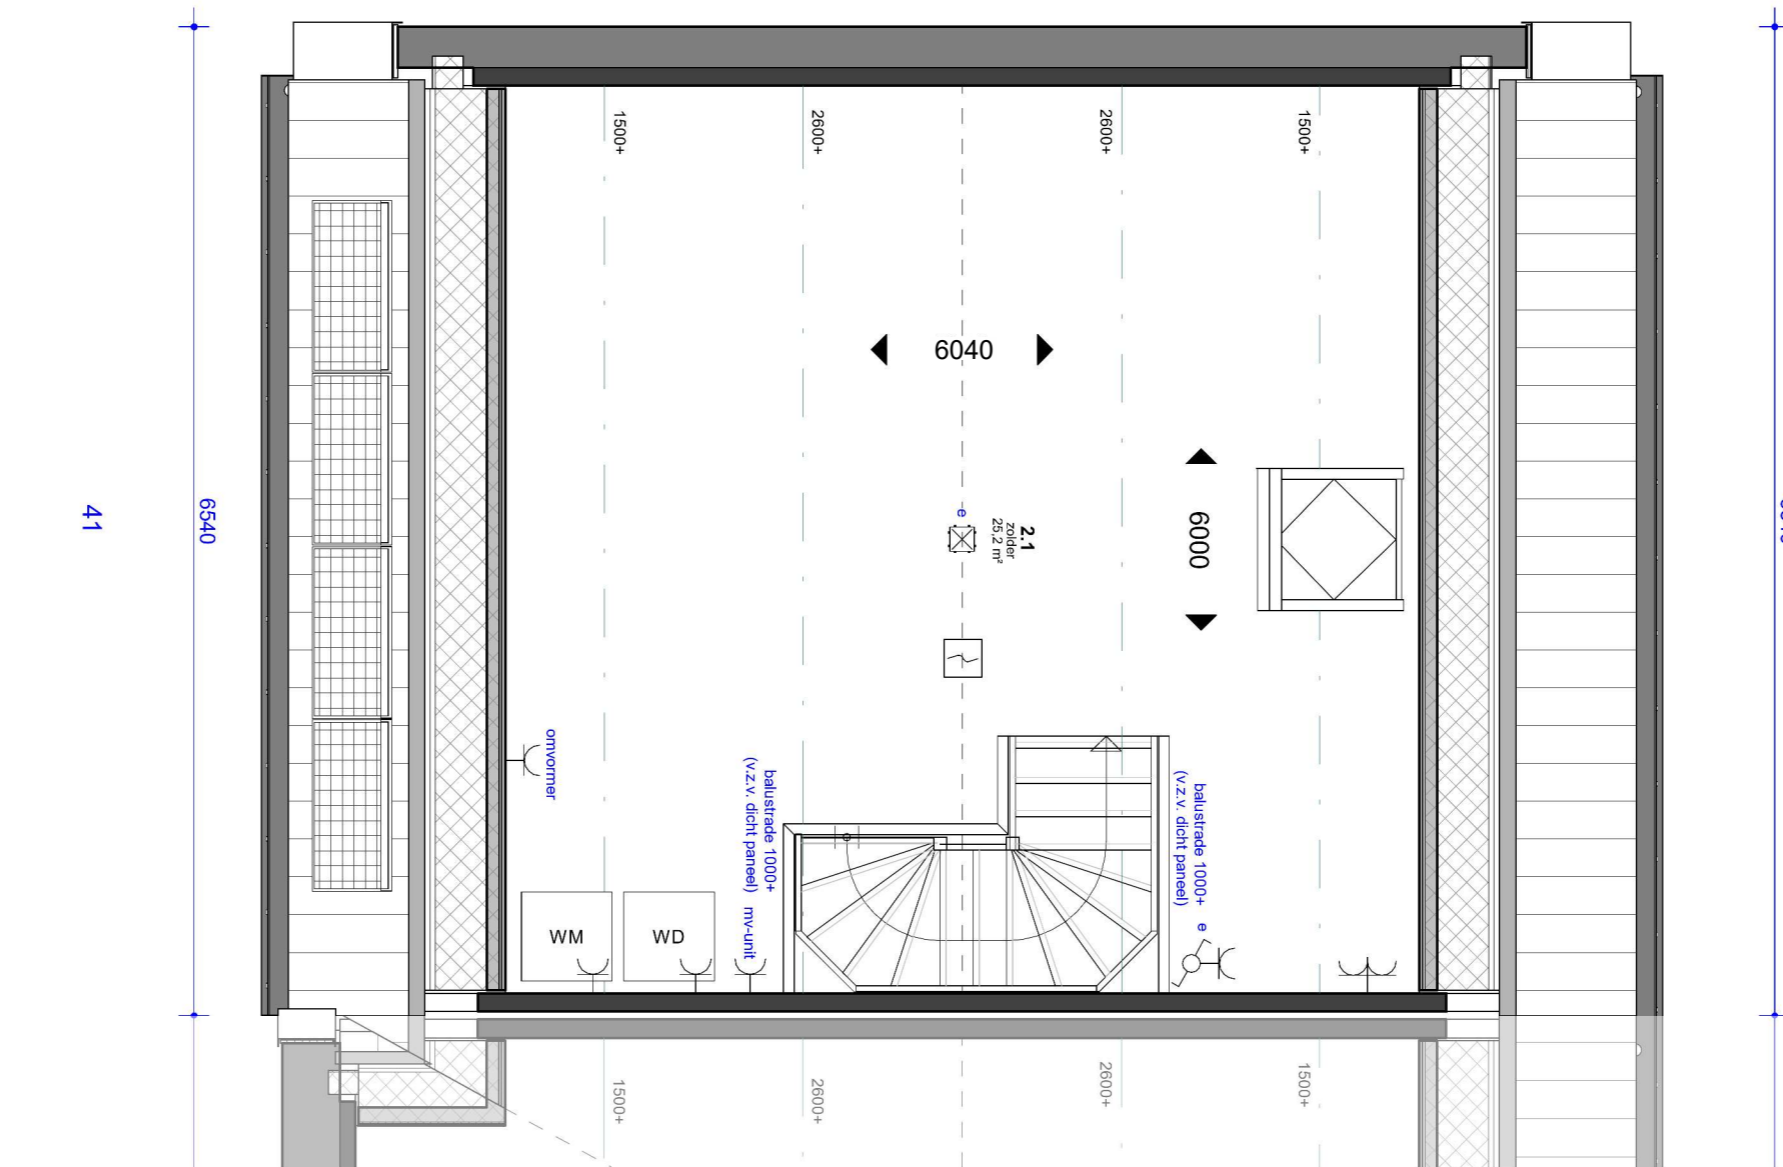 1500+
2600+
2600+
1500+
6040
6000
6540
41
e
2.1
zolder
25,2 m²
omvormer
balustrade 1000+
(v.z.v. dicht paneel)
mv-unit
balustrade 1000+
(v.z.v. dicht paneel)
e
WM
WD
1500+
2600+
2600+
1500+